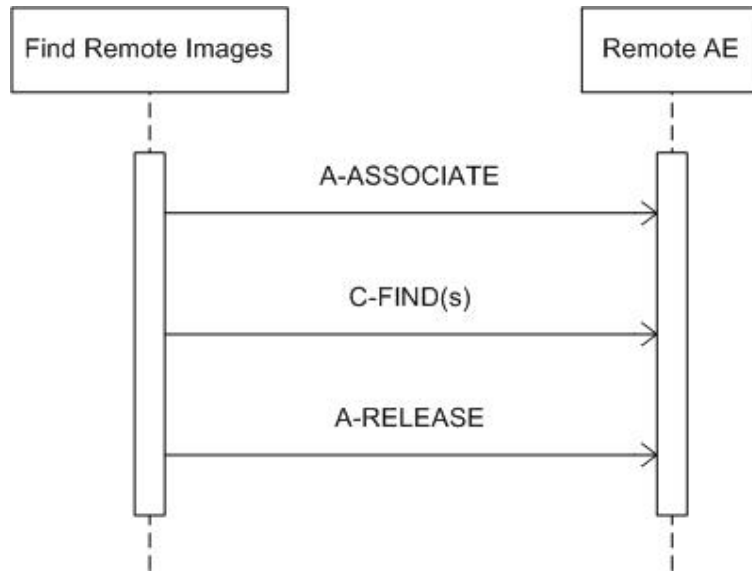 Find Remote Images
Remote AE
A-ASSOCIATE
C-FIND(s)
A-RELEASE